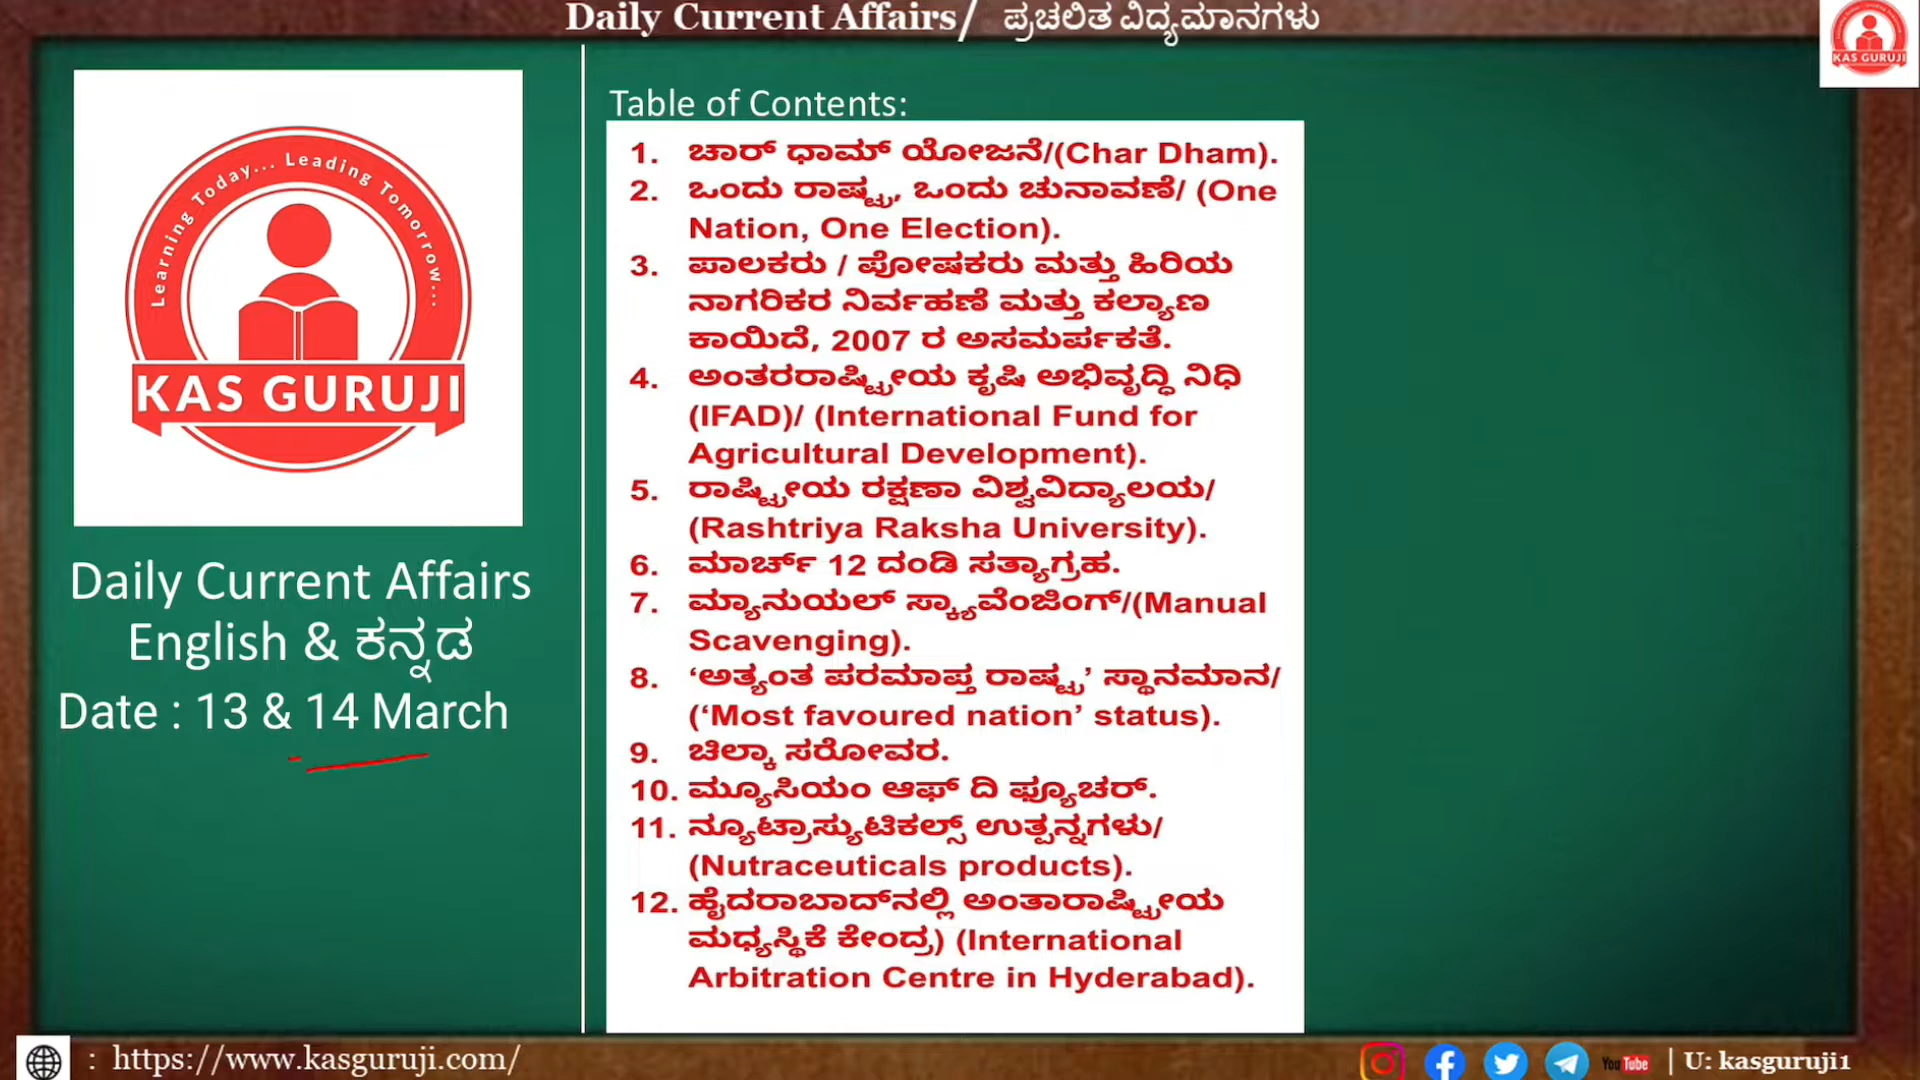 Daily Current Affairs/ ಪ್ರಚಲಿತ ವಿದ್ಯಮಾನಗಳು
KAS GURUJI
Learning Today... Leading Tomorrow...
KAS GURUJI
Daily Current Affairs
English & ಕನ್ನಡ
Date : 13 & 14 March
Table of Contents:
1. ಚಾರ್ ಧಾಮ್ ಯೋಜನೆ/(Char Dham).
2. ಒಂದು ರಾಷ್ಟ್ರ, ಒಂದು ಚುನಾವಣೆ/ (One
Nation, One Election).
3. ಪಾಲಕರು / ಪೋಷಕರು ಮತ್ತು ಹಿರಿಯ
ನಾಗರಿಕರ ನಿರ್ವಹಣೆ ಮತ್ತು ಕಲ್ಯಾಣ
ಕಾಯಿದೆ, 2007 ರ ಅಸಮರ್ಪಕತೆ.
4. ಅಂತರರಾಷ್ಟ್ರೀಯ ಕೃಷಿ ಅಭಿವೃದ್ಧಿ ನಿಧಿ
(IFAD)/ (International Fund for
Agricultural Development).
5. ರಾಷ್ಟ್ರೀಯ ರಕ್ಷಣಾ ವಿಶ್ವವಿದ್ಯಾಲಯ/
(Rashtriya Raksha University).
6. ಮಾರ್ಚ್ 12 ದಂಡಿ ಸತ್ಯಾಗ್ರಹ.
7. ಮ್ಯಾನುಯಲ್ ಸ್ಕ್ಯಾವೆಂಜಿಂಗ್/(Manual
Scavenging).
8. ‘ಅತ್ಯಂತ ಪರಮಾಪ್ತ ರಾಷ್ಟ್ರ’ ಸ್ಥಾನಮಾನ/
(‘Most favoured nation’ status).
9. ಚಿಲ್ಕಾ ಸರೋವರ.
10. ಮ್ಯೂಸಿಯಂ ಆಫ್ ದಿ ಫ್ಯೂಚರ್.
11. ನ್ಯೂಟ್ರಾಸ್ಯುಟಿಕಲ್ಸ್ ಉತ್ಪನ್ನಗಳು/
(Nutraceuticals products).
12. ಹೈದರಾಬಾದ್‌ನಲ್ಲಿ ಅಂತಾರಾಷ್ಟ್ರೀಯ
ಮಧ್ಯಸ್ಥಿಕೆ ಕೇಂದ್ರ) (International
Arbitration Centre in Hyderabad).
: https://www.kasguruji.com/
YouTube | U: kasguruji1